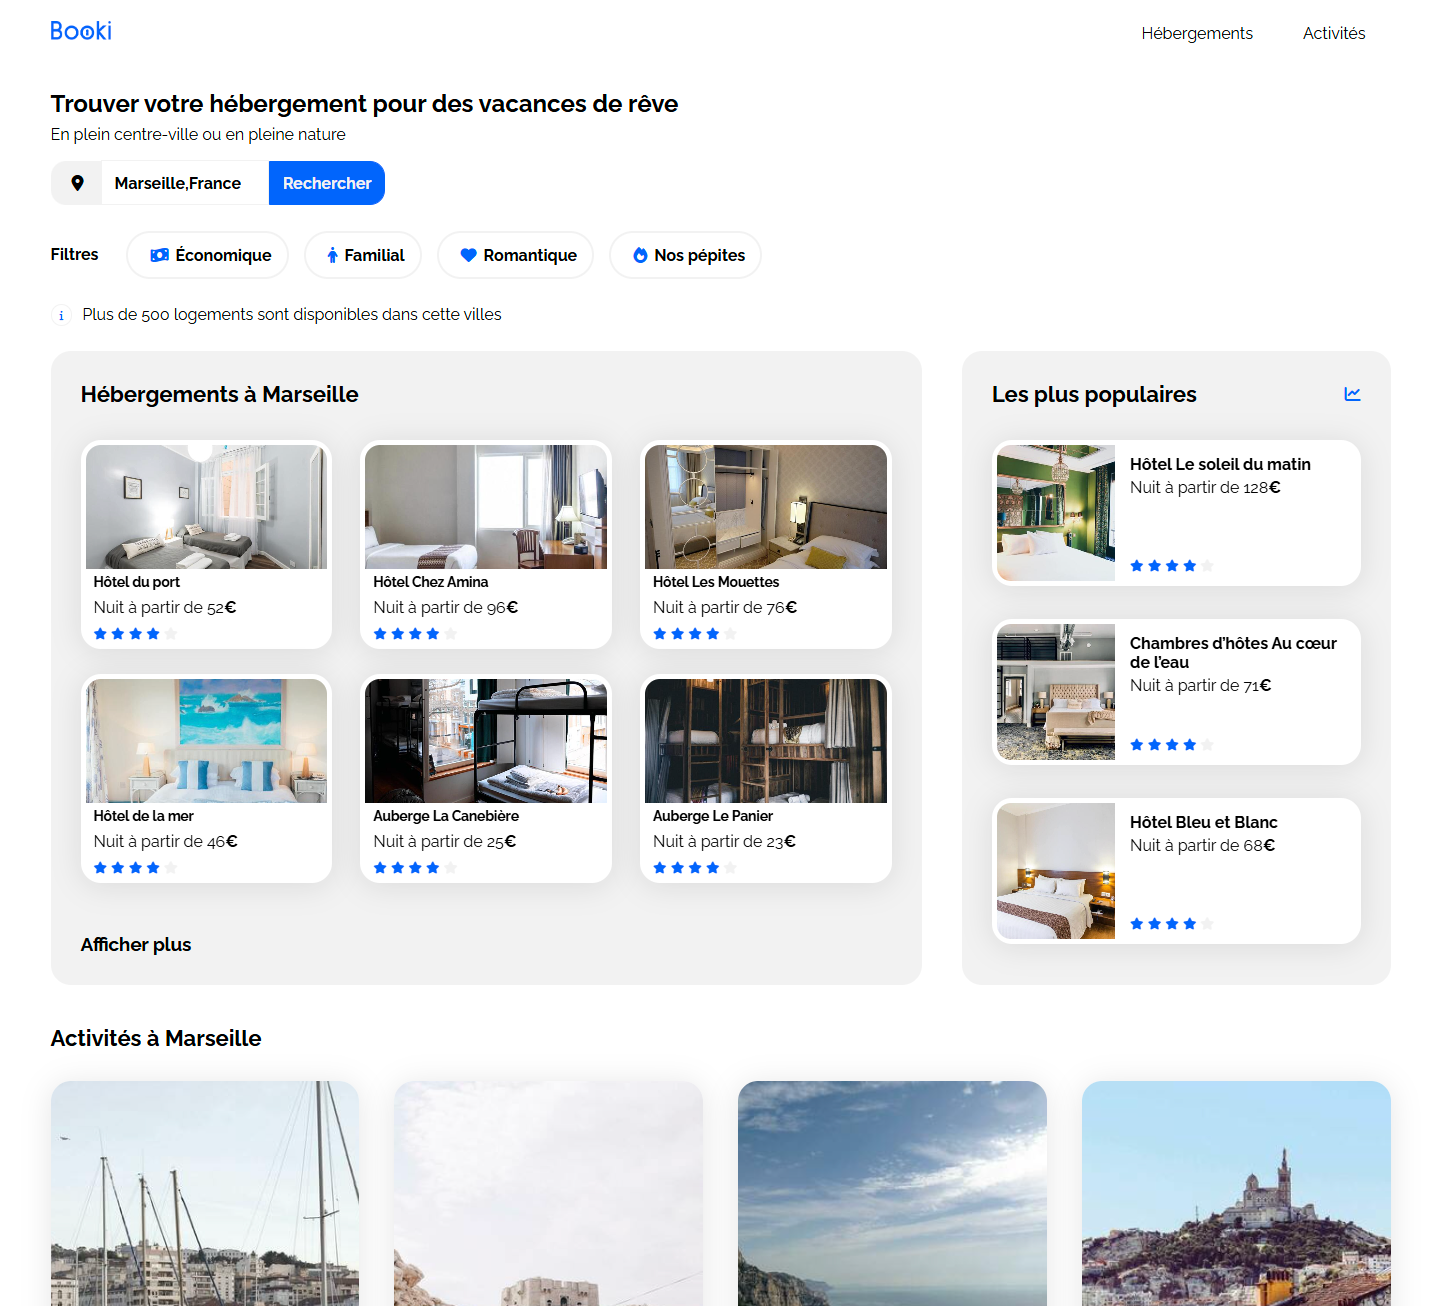 Booki
Hébergements
Activités
Trouver votre hébergement pour des vacances de rêve
En plein centre-ville ou en pleine nature
Marseille,France
Rechercher
Filtres
Économique
Familial
Romantique
Nos pépites
i
Plus de 500 logements sont disponibles dans cette villes
Hébergements à Marseille
Hôtel du port
Nuit à partir de 52€
Hôtel Chez Amina
Nuit à partir de 96€
Hôtel Les Mouettes
Nuit à partir de 76€
Hôtel de la mer
Nuit à partir de 46€
Auberge La Canebière
Nuit à partir de 25€
Auberge Le Panier
Nuit à partir de 23€
Afficher plus
Les plus populaires
Hôtel Le soleil du matin
Nuit à partir de 128€
Chambres d’hôtes Au cœur
de l’eau
Nuit à partir de 71€
Hôtel Bleu et Blanc
Nuit à partir de 68€
Activités à Marseille